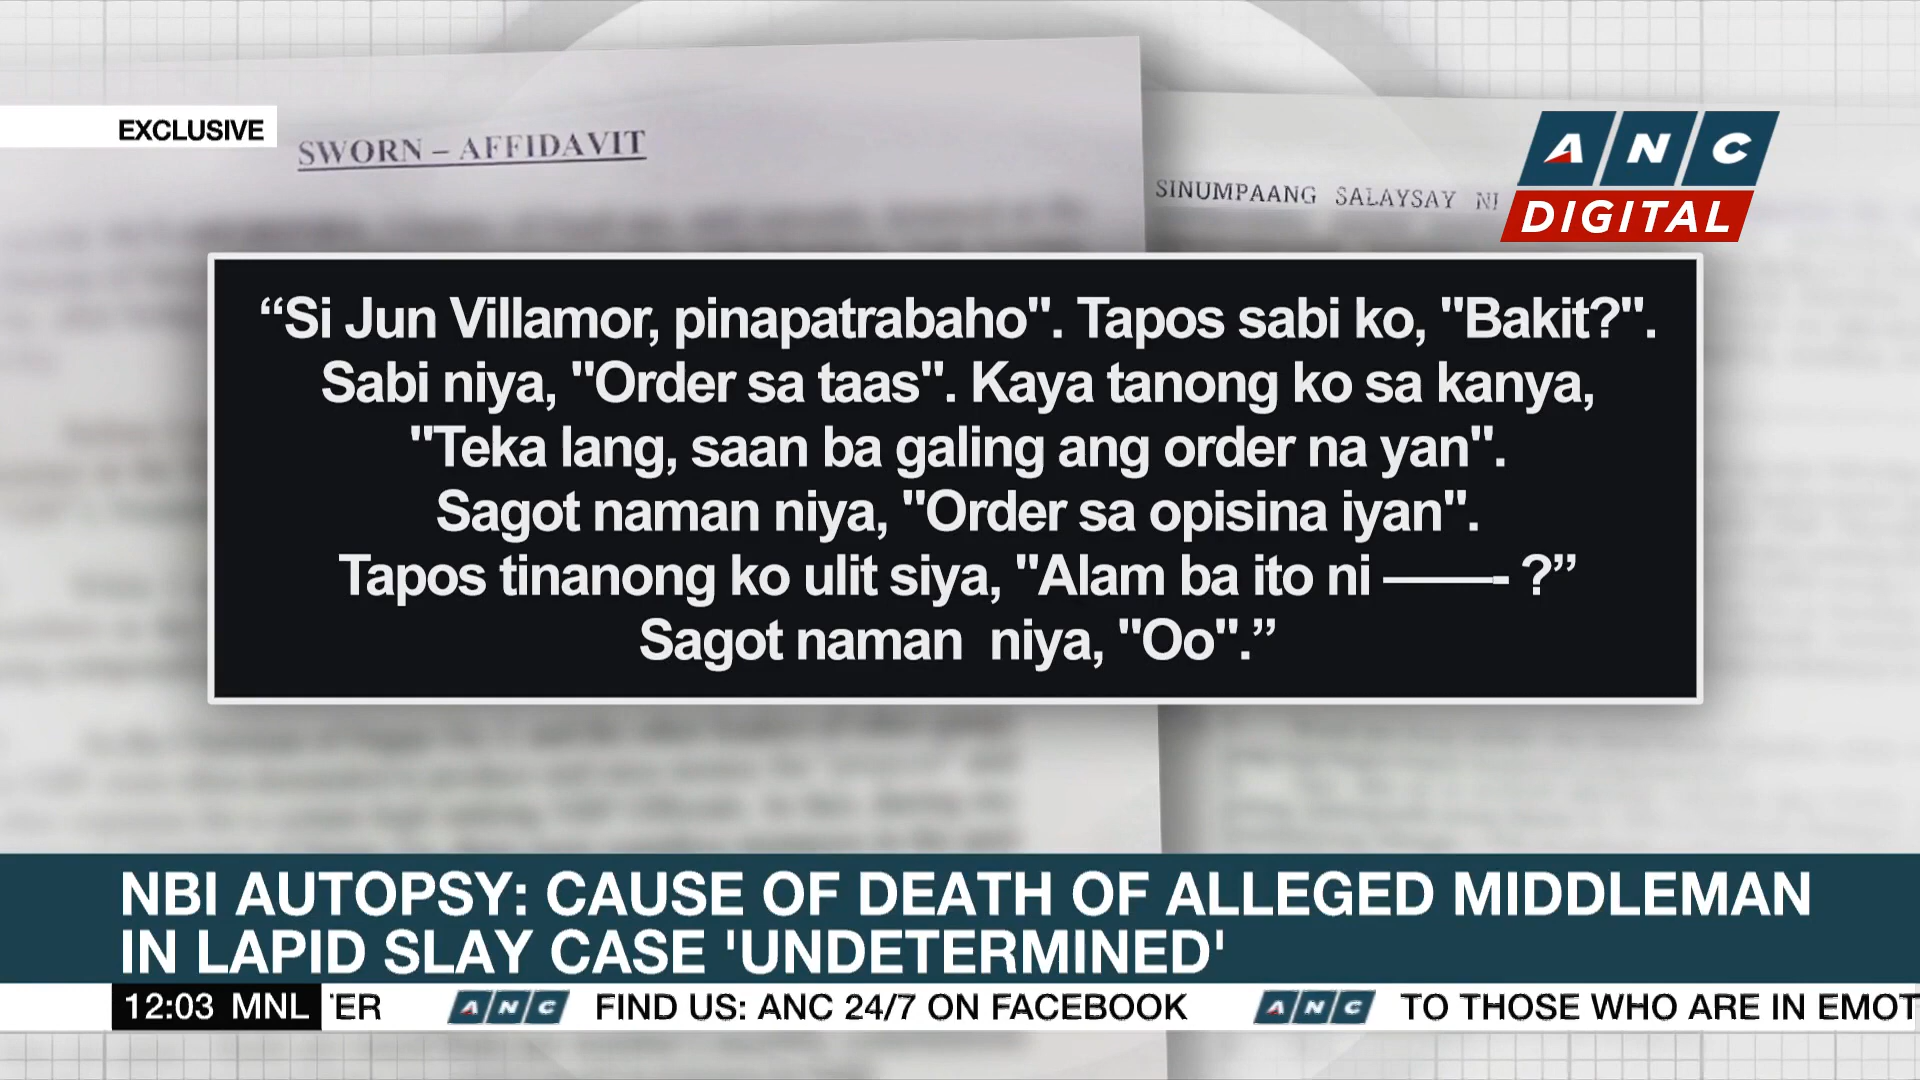 EXCLUSIVE
SWORN – AFFIDAVIT
SINUMPAANG SALAYSAY NI
ANC
DIGITAL
“Si Jun Villamor, pinapatrabaho". Tapos sabi ko, "Bakit?".
Sabi niya, "Order sa taas". Kaya tanong ko sa kanya,
"Teka lang, saan ba galing ang order na yan".
Sagot naman niya, "Order sa opisina iyan".
Tapos tinanong ko ulit siya, "Alam ba ito ni ——- ?”
Sagot naman niya, "Oo".”
NBI AUTOPSY: CAUSE OF DEATH OF ALLEGED MIDDLEMAN
IN LAPID SLAY CASE 'UNDETERMINED'
12:03 MNL 'ER ANC FIND US: ANC 24/7 ON FACEBOOK ANC TO THOSE WHO ARE IN EMOT